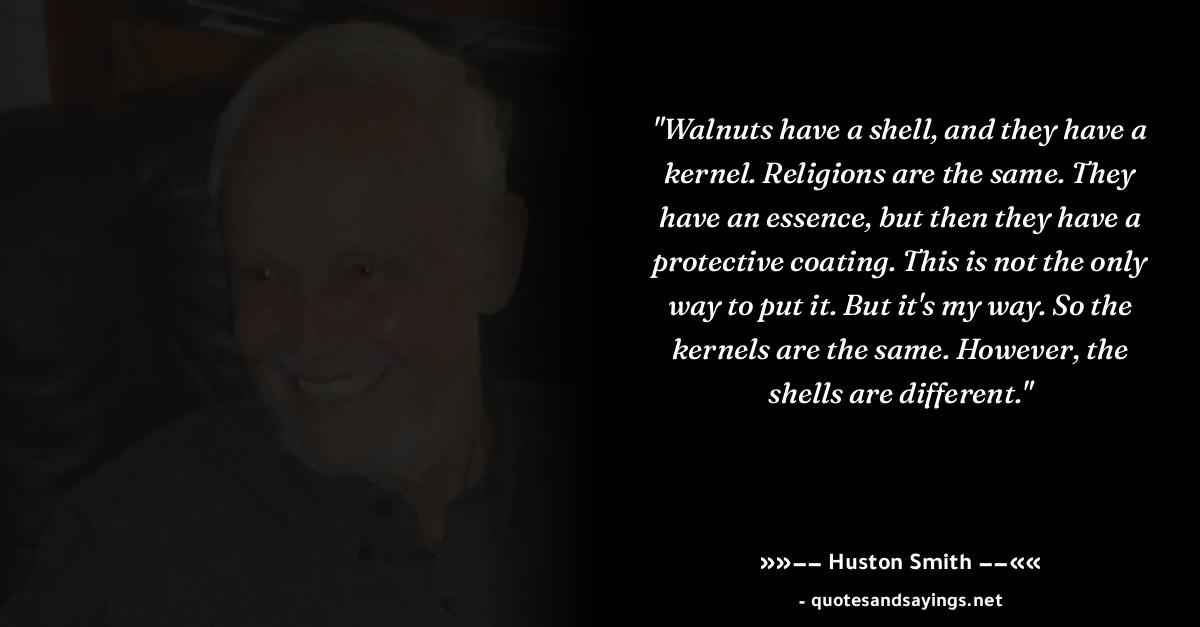 "Walnuts have a shell, and they have a
kernel. Religions are the same. They
have an essence, but then they have a
protective coating. This is not the only
way to put it. But it's my way. So the
kernels are the same. However, the
shells are different."
»»–– Huston Smith ––««
- quotesandsayings.net